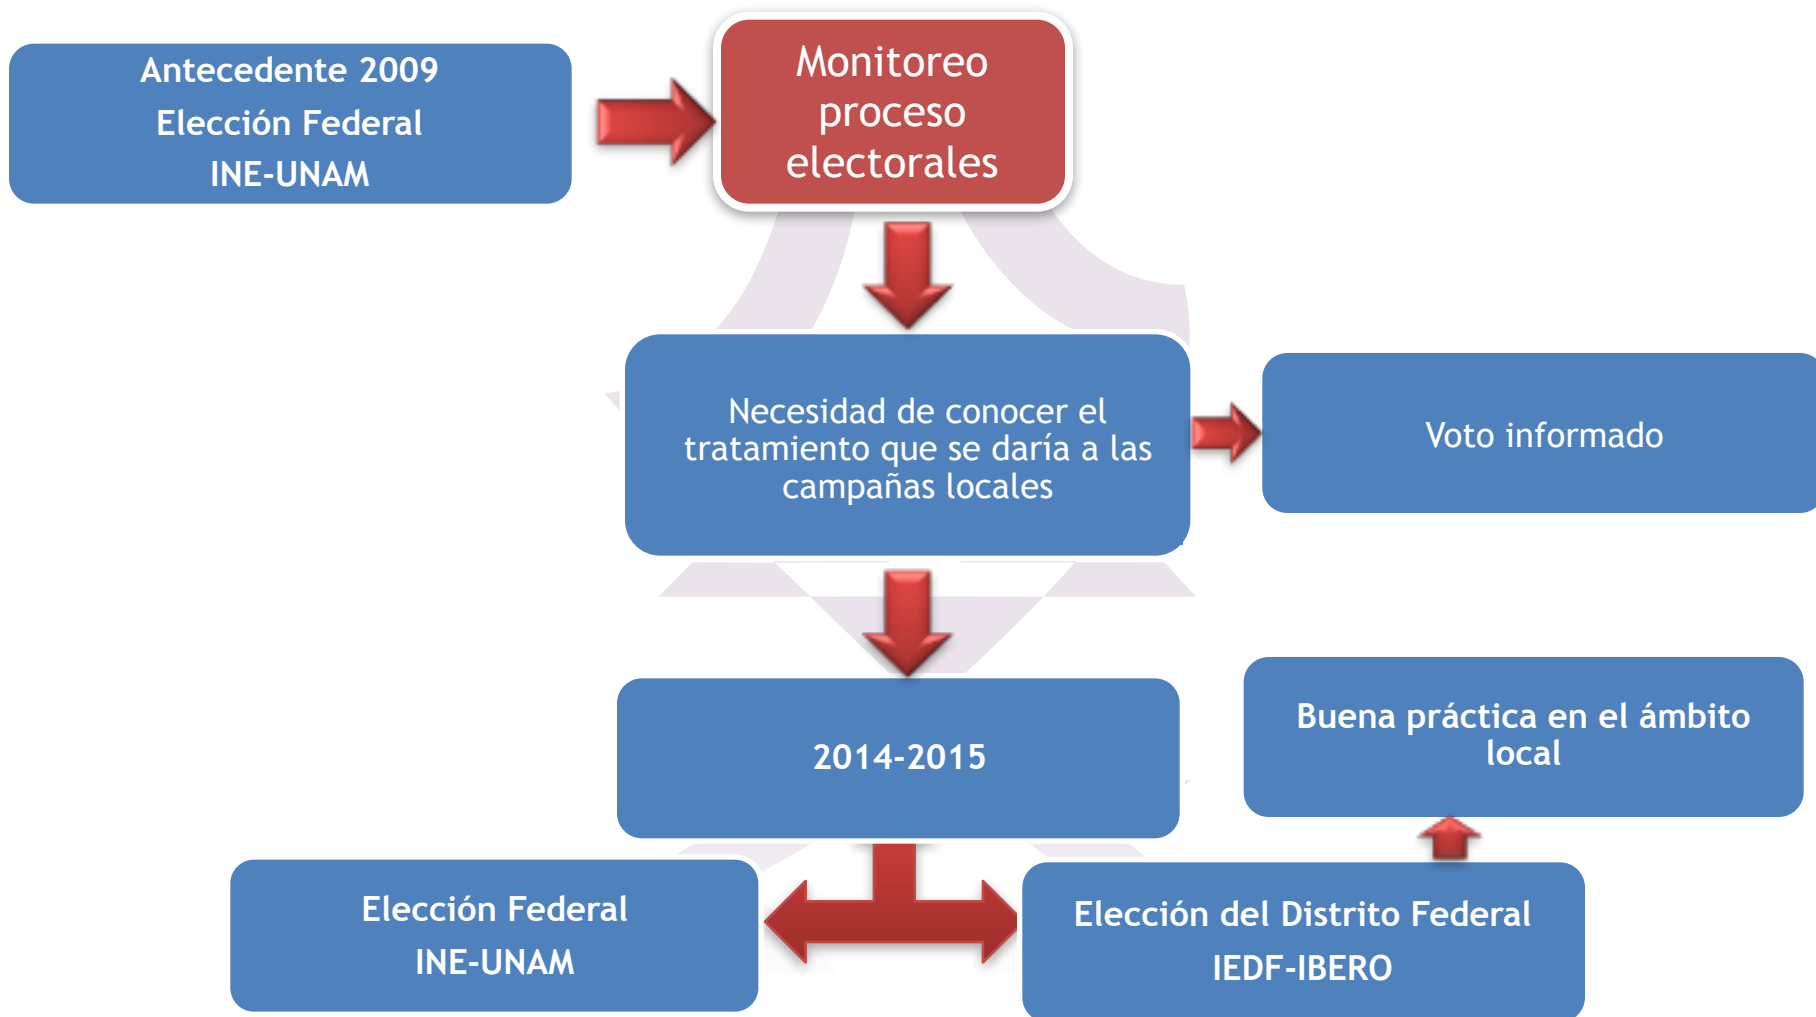 Antecedente 2009
Elección Federal
INE-UNAM
Monitoreo
proceso
electorales
Necesidad de conocer el
tratamiento que se daría a las
campañas locales
Voto informado
2014-2015
Buena práctica en el ámbito
local
Elección Federal
INE-UNAM
Elección del Distrito Federal
IEDF-IBERO